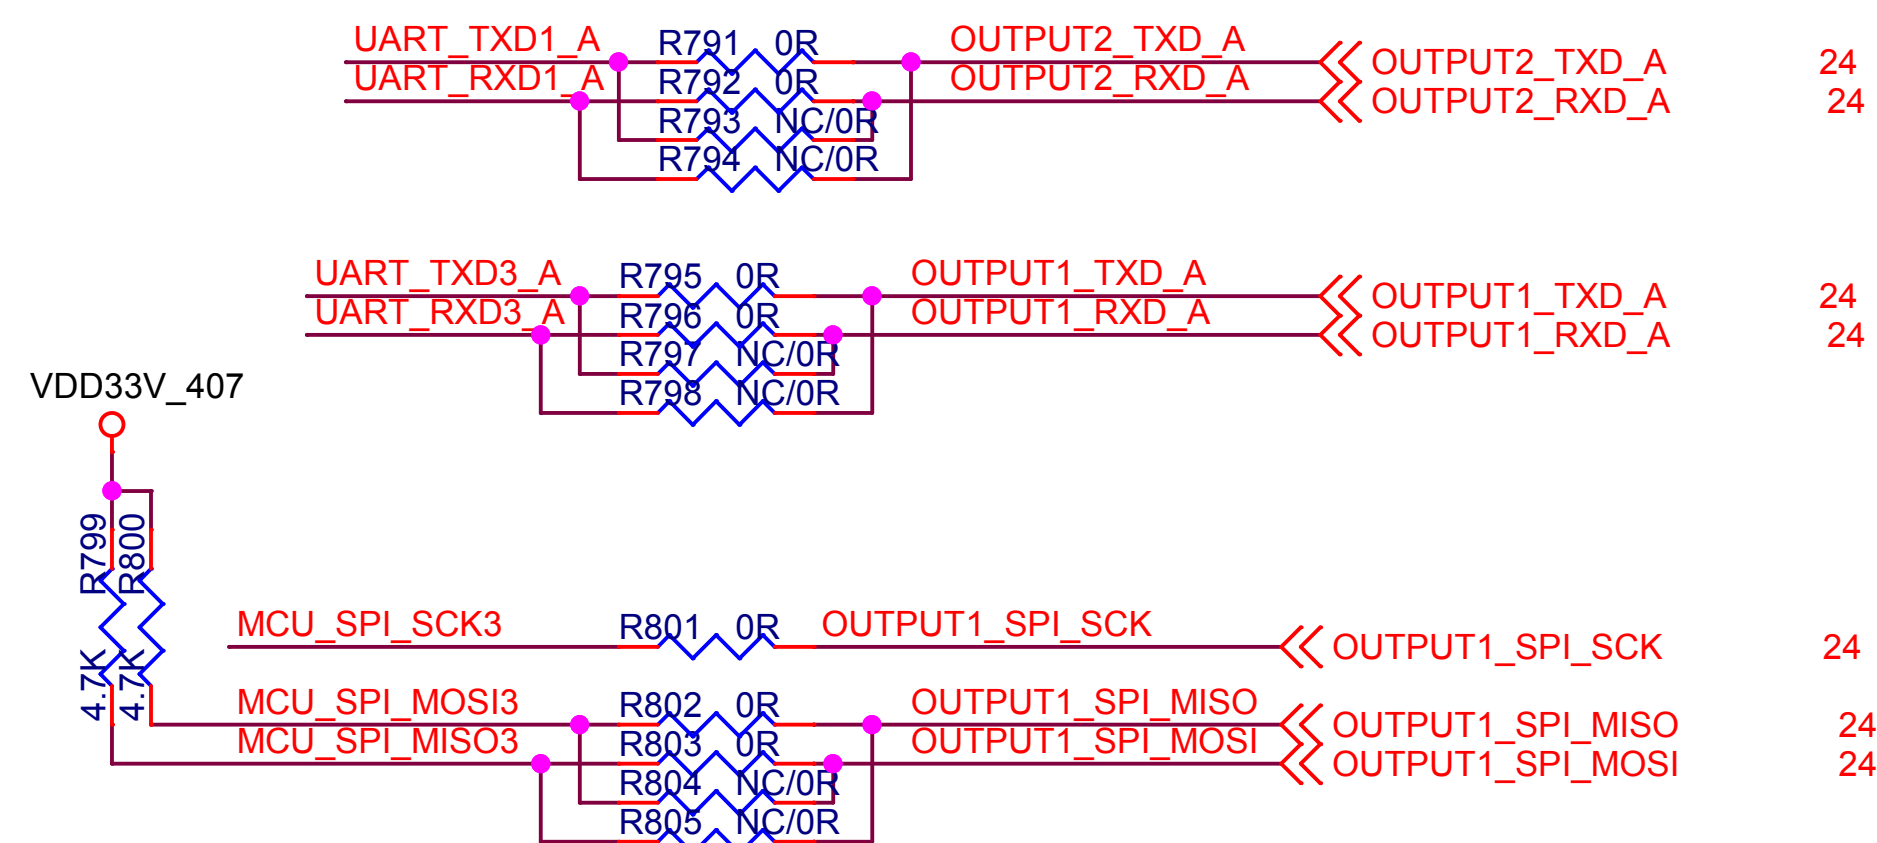 UART_TXD1_A R791 0R OUTPUT2_TXD_A OUTPUT2_TXD_A 24
UART_RXD1_A R792 0R OUTPUT2_RXD_A OUTPUT2_RXD_A 24
R793 NC/0R
R794 NC/0R
UART_TXD3_A R795 0R OUTPUT1_TXD_A OUTPUT1_TXD_A 24
UART_RXD3_A R796 0R OUTPUT1_RXD_A OUTPUT1_RXD_A 24
R797 NC/0R
R798 NC/0R
VDD33V_407
R799 4.7K
R800 4.7K
MCU_SPI_SCK3 R801 0R OUTPUT1_SPI_SCK OUTPUT1_SPI_SCK 24
MCU_SPI_MOSI3 R802 0R OUTPUT1_SPI_MISO OUTPUT1_SPI_MISO 24
MCU_SPI_MISO3 R803 0R OUTPUT1_SPI_MOSI OUTPUT1_SPI_MOSI 24
R804 NC/0R
R805 NC/0R